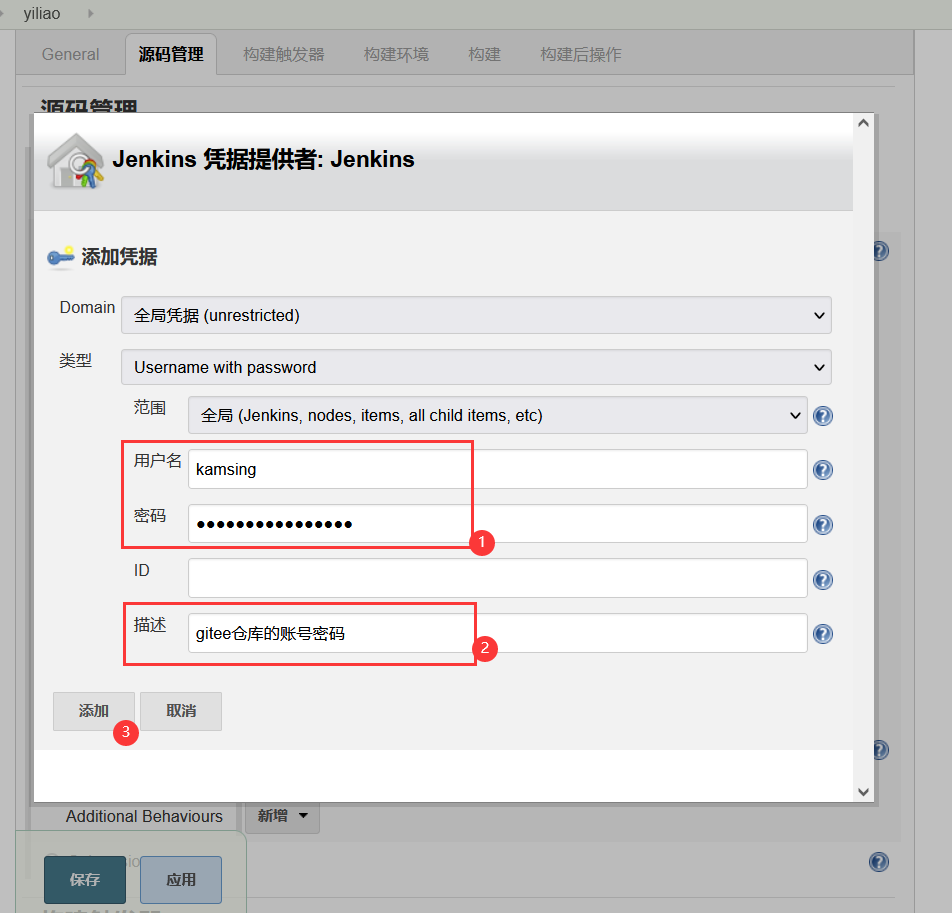 yiliao
General 源码管理 构建触发器 构建环境 构建 构建后操作
源码管理
Jenkins 凭据提供者: Jenkins
添加凭据
Domain 全局凭据 (unrestricted)
类型 Username with password
范围 全局 (Jenkins, nodes, items, all child items, etc)
用户名 kamsing
密码 ●●●●●●●●●●●●●●●●
1
ID
描述 gitee仓库的账号密码
2
添加 取消
3
Additional Behaviours 新增
保存 应用